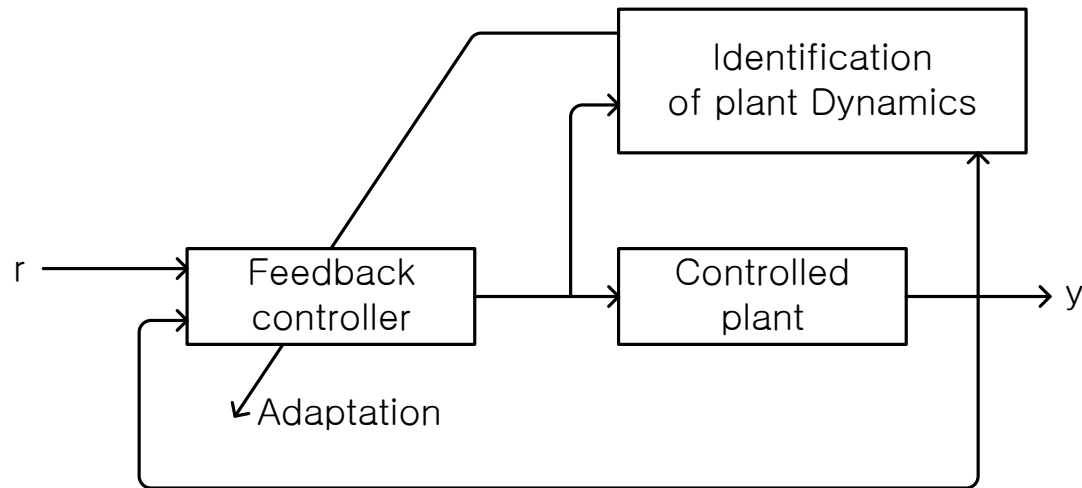 Identification
of plant Dynamics
r
Feedback
controller
Controlled
plant
y
Adaptation